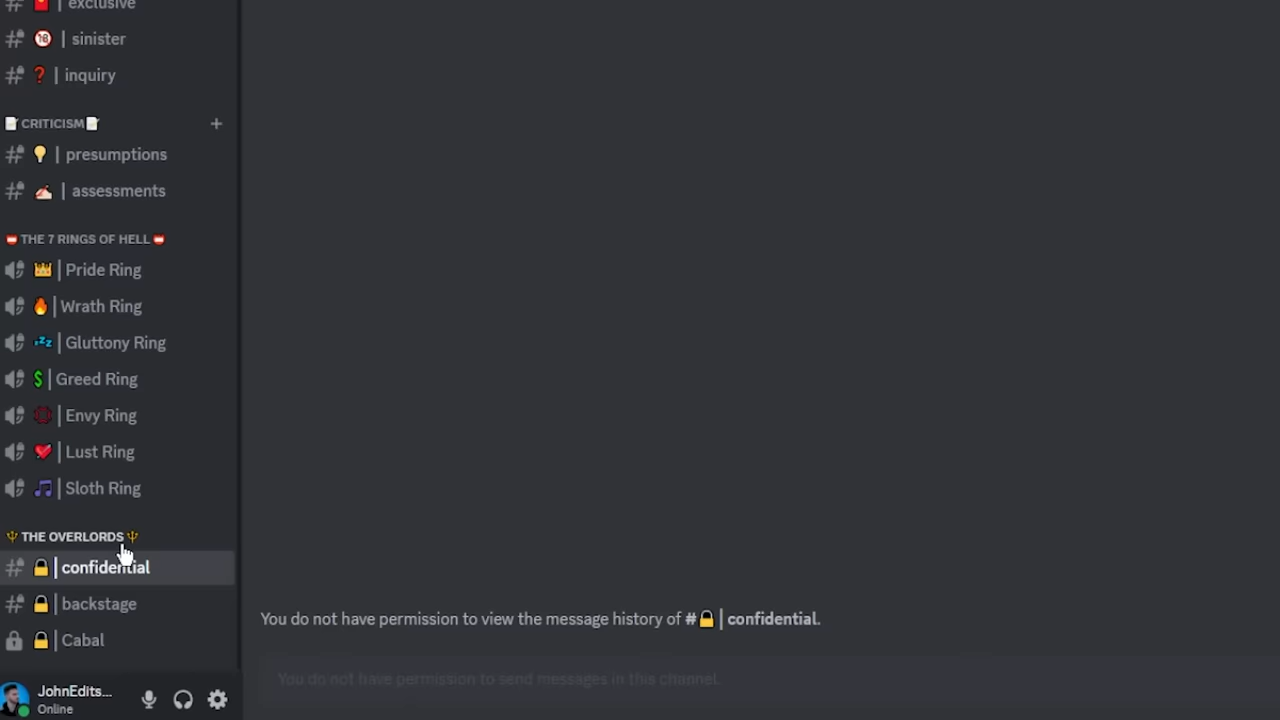 | exclusive
| sinister
| inquiry
CRITICISM
| presumptions
| assessments
THE 7 RINGS OF HELL
| Pride Ring
| Wrath Ring
| Gluttony Ring
| Greed Ring
| Envy Ring
| Lust Ring
| Sloth Ring
THE OVERLORDS
| confidential
| backstage
| Cabal
You do not have permission to view the message history of # 🔒 | confidential.
You do not have permission to send messages in this channel.
JohnEdits...
Online